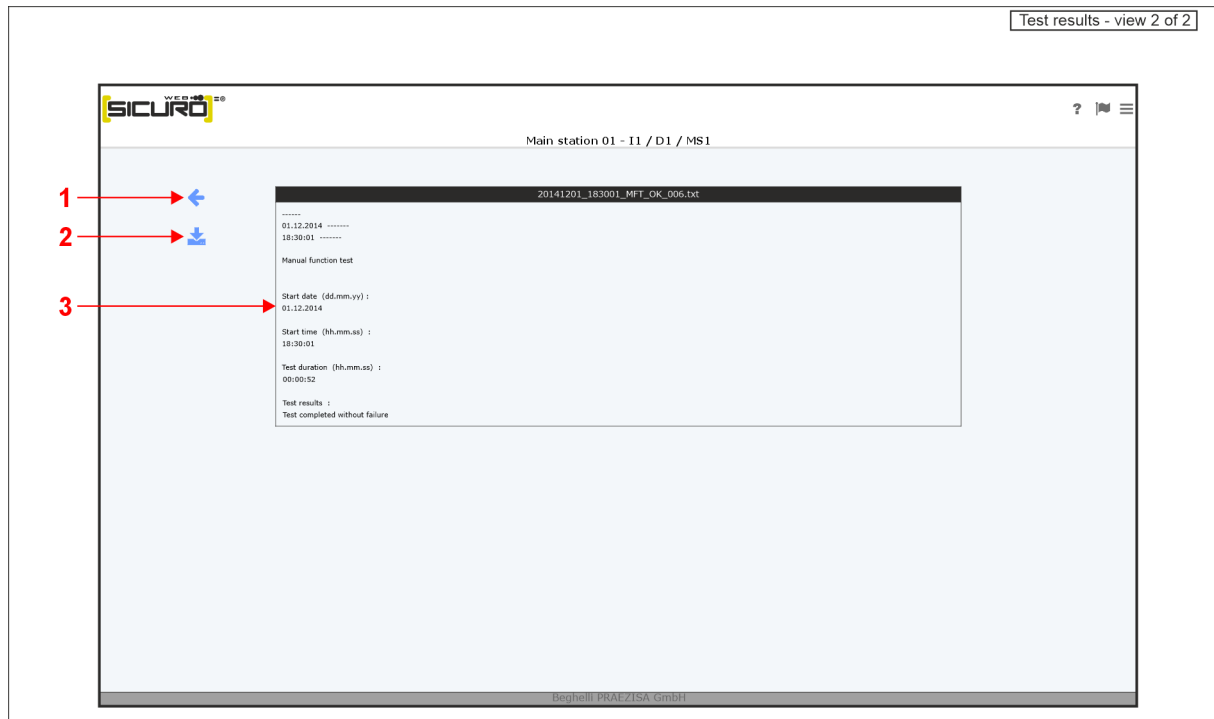 Test results - view 2 of 2
WEB
SICURO
Main station 01 - I1 / D1 / MS1
?
1
2
3
20141201_183001_MFT_OK_006.txt
------
01.12.2014 -------
18:30:01 -------
Manual function test
Start date (dd.mm.yy) :
01.12.2014
Start time (hh.mm.ss) :
18:30:01
Test duration (hh.mm.ss) :
00:00:52
Test results :
Test completed without failure
Beghelli PRAEZISA GmbH